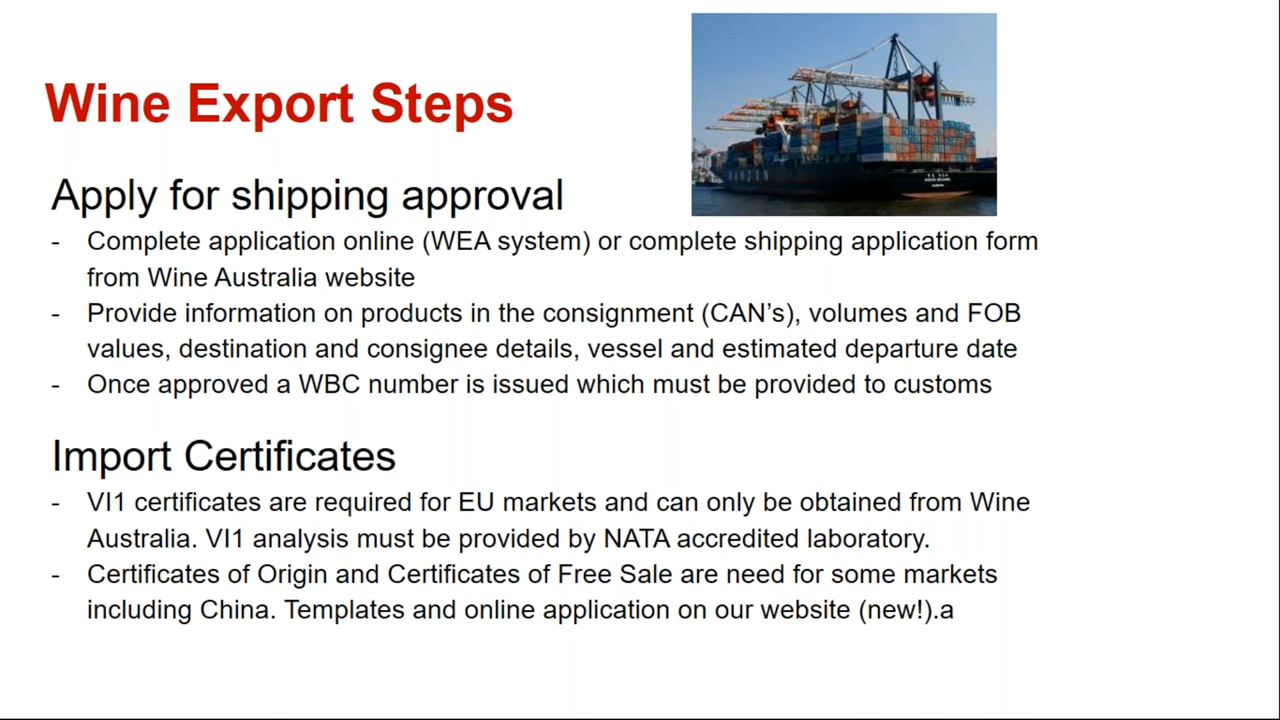 Wine Export Steps
Apply for shipping approval
- Complete application online (WEA system) or complete shipping application form
from Wine Australia website
- Provide information on products in the consignment (CAN's), volumes and FOB
values, destination and consignee details, vessel and estimated departure date
- Once approved a WBC number is issued which must be provided to customs
Import Certificates
- VI1 certificates are required for EU markets and can only be obtained from Wine
Australia. VI1 analysis must be provided by NATA accredited laboratory.
- Certificates of Origin and Certificates of Free Sale are need for some markets
including China. Templates and online application on our website (new!).a